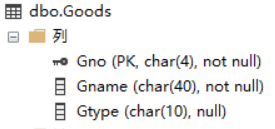 dbo.Goods
列
Gno (PK, char(4), not null)
Gname (char(40), not null)
Gtype (char(10), null)